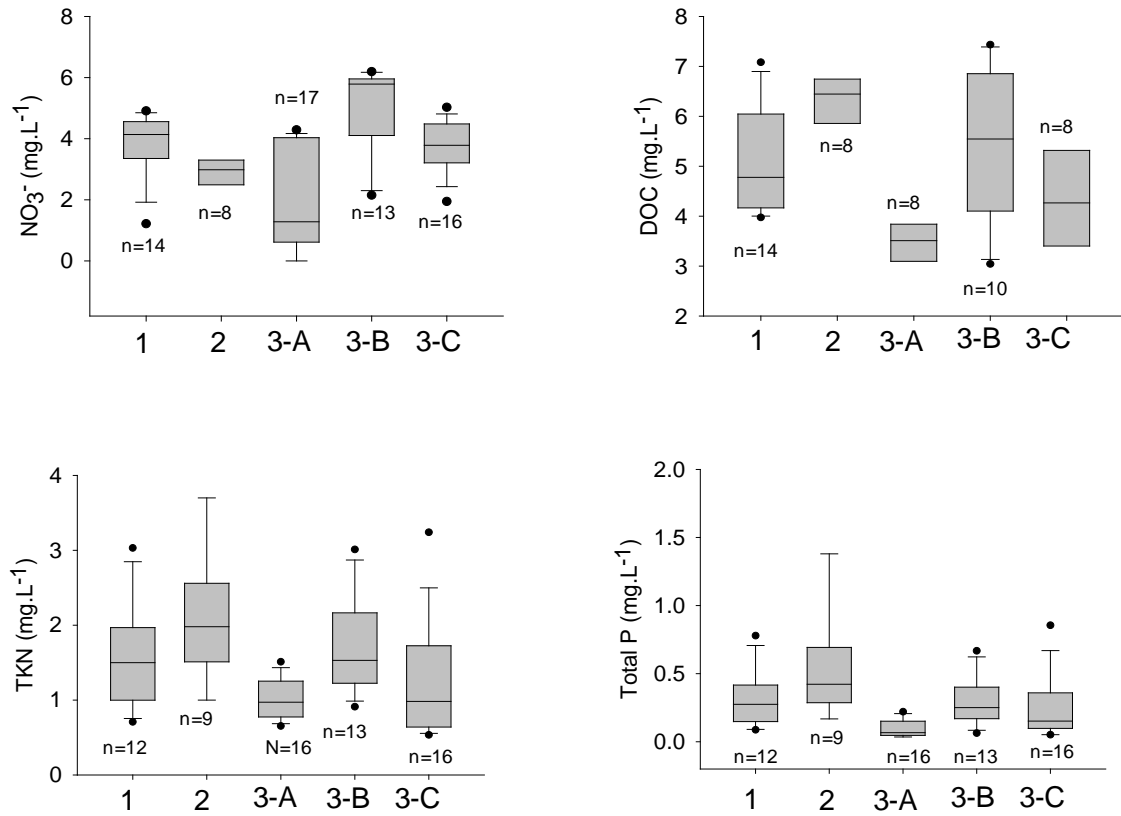 8
6
4
2
0
NO3- (mg.L-1)
n=14
n=8
n=17
n=13
n=16
1 2 3-A 3-B 3-C
8
7
6
5
4
3
2
DOC (mg.L-1)
n=14
n=8
n=8
n=10
n=8
1 2 3-A 3-B 3-C
4
3
2
1
0
TKN (mg.L-1)
n=12
n=9
N=16
n=13
n=16
1 2 3-A 3-B 3-C
2.0
1.5
1.0
0.5
0.0
Total P (mg.L-1)
n=12
n=9
n=16
n=13
n=16
1 2 3-A 3-B 3-C